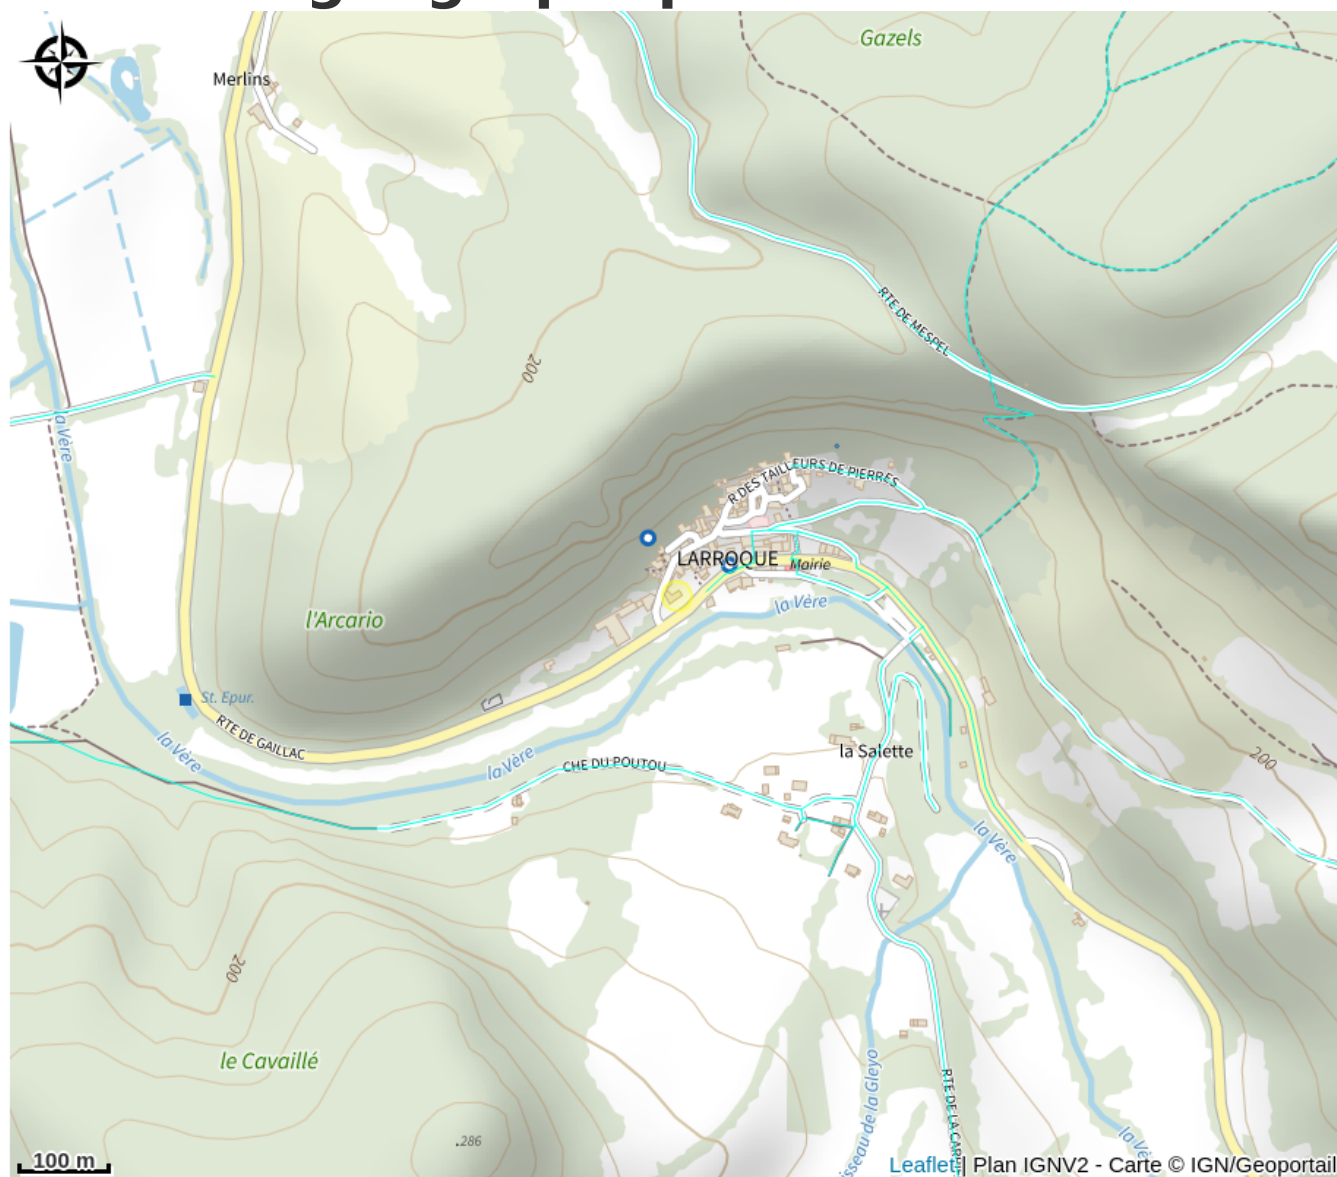 Gazels
Merlins
RTE DE MESPEL
200
la Vère
R DES TAILLEURS DE PIERRES
LARROQUE
Mairie
la Vère
l'Arcario
St. Epur.
RTE DE GAILLAC
la Vère
la Vère
CHE DU POUTOU
la Salette
200
la Vère
200
le Cavaillé
.286
RTE DE LA
la
100 m
Leaflet | Plan IGNV2 - Carte © IGN/Geoportail